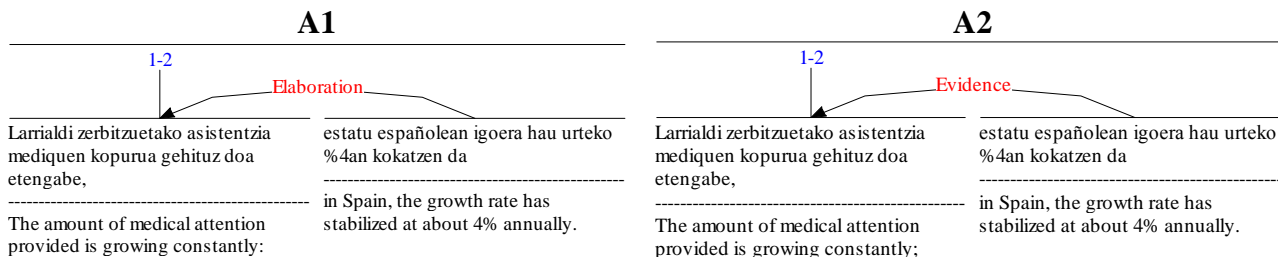 A1
1-2
Elaboration
Larrialdi zerbitzuetako asistentzia
mediquen kopurua gehituz doa
etengabe,
The amount of medical attention
provided is growing constantly:
estatu españolean igoera hau urteko
%4an kokatzen da
in Spain, the growth rate has
stabilized at about 4% annually.
A2
1-2
Evidence
Larrialdi zerbitzuetako asistentzia
mediquen kopurua gehituz doa
etengabe,
The amount of medical attention
provided is growing constantly;
estatu españolean igoera hau urteko
%4an kokatzen da
in Spain, the growth rate has
stabilized at about 4% annually.